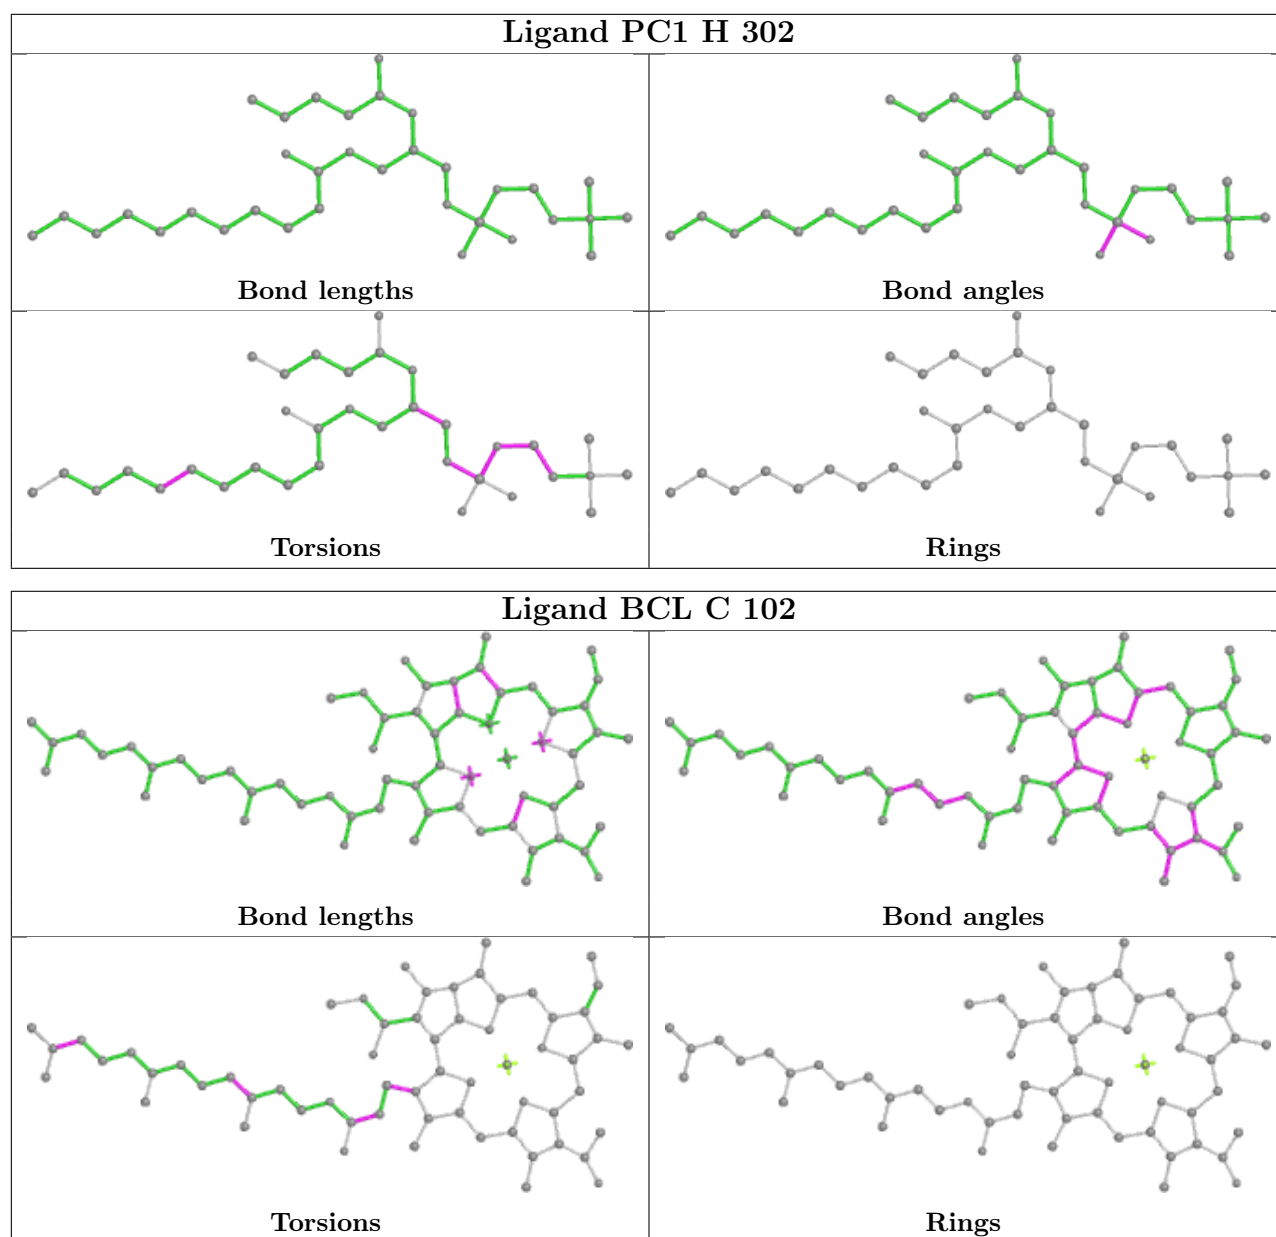 Ligand PC1 H 302
Bond lengths
Bond angles
Torsions
Rings
Ligand BCL C 102
Bond lengths
Bond angles
Torsions
Rings